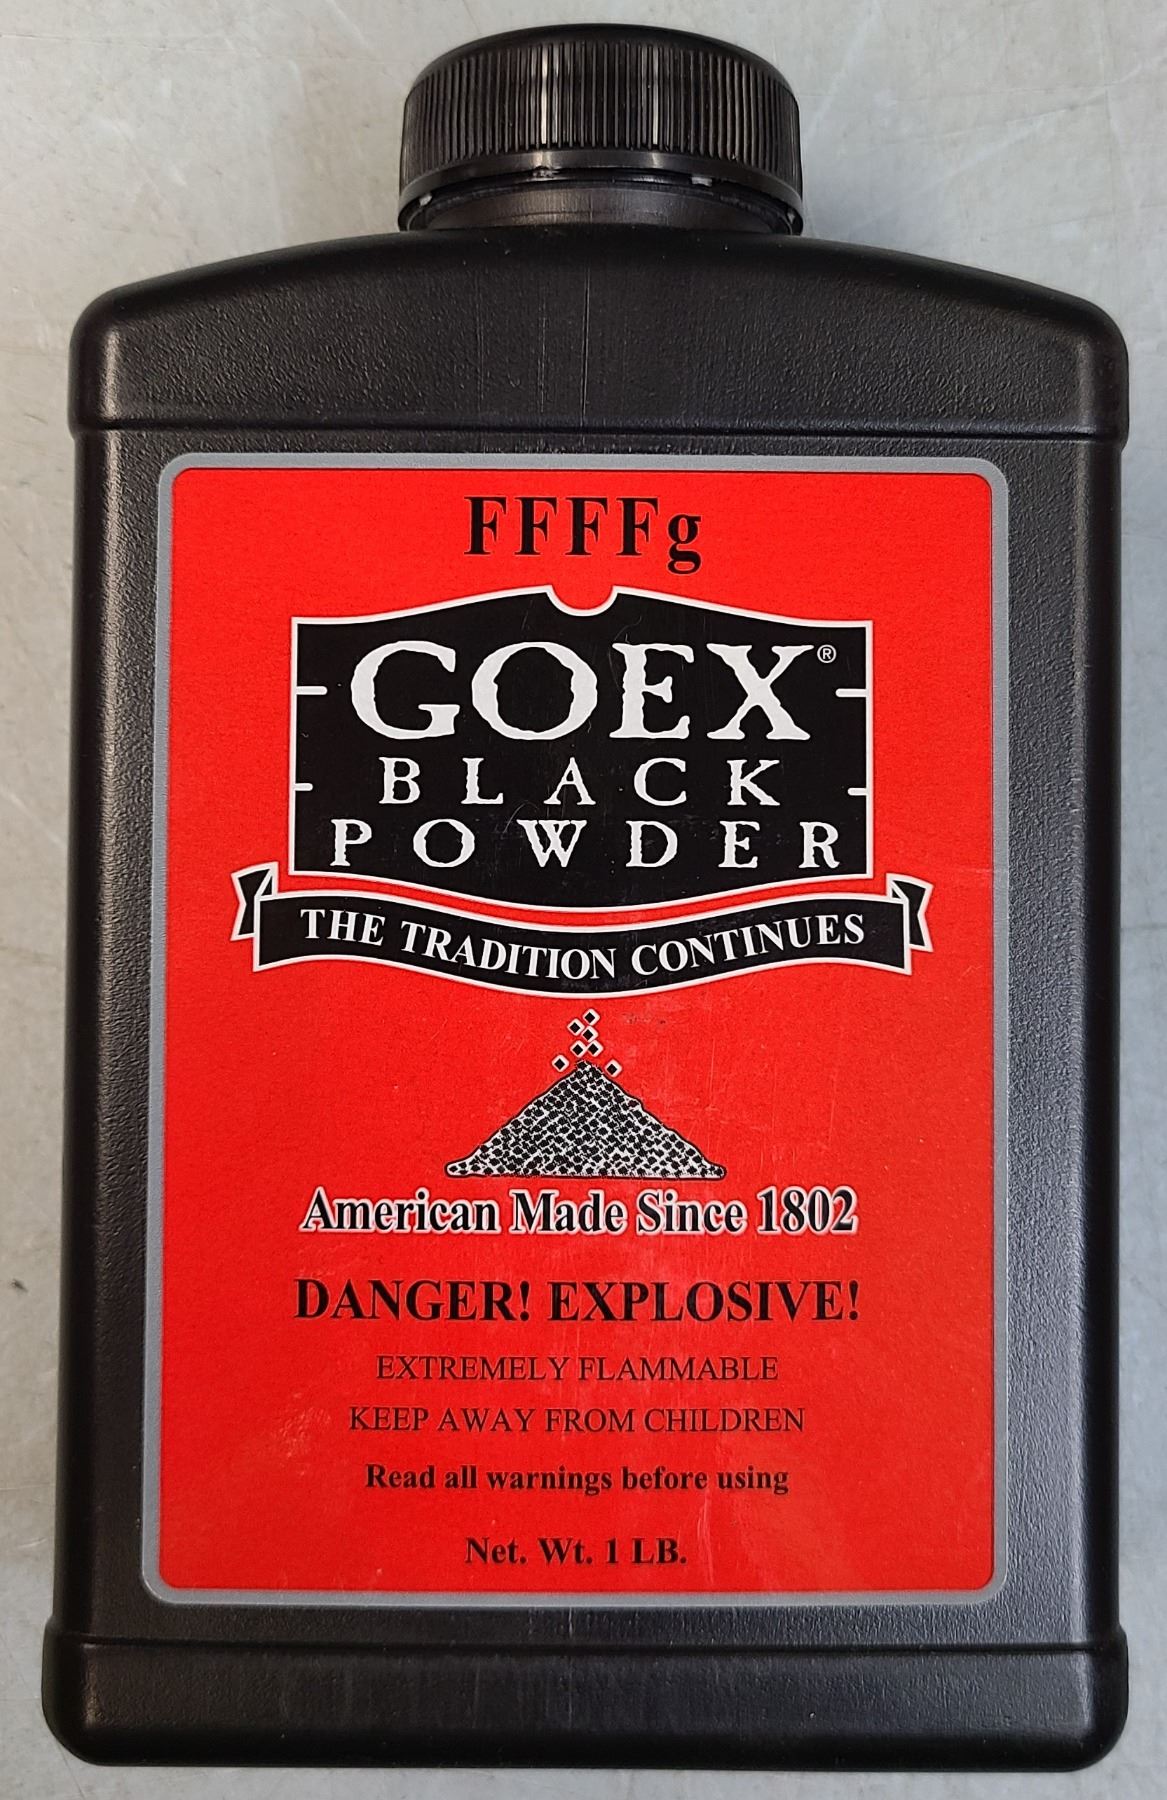 FFFFg
GOEX®
BLACK
POWDER
THE TRADITION CONTINUES
American Made Since 1802
DANGER! EXPLOSIVE!
EXTREMELY FLAMMABLE
KEEP AWAY FROM CHILDREN
Read all warnings before using
Net. Wt. 1 LB.